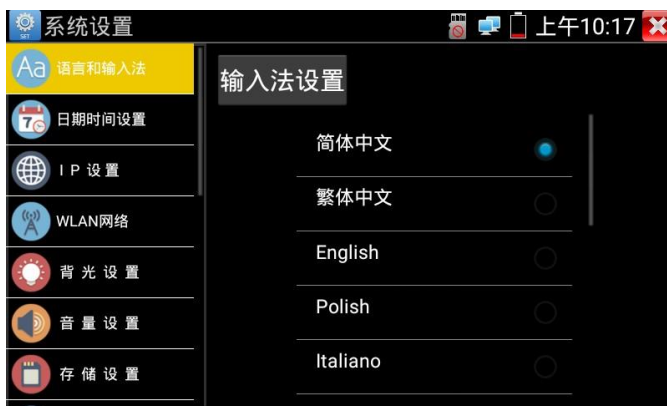 系统设置
上午10:17
SET
Aa 语言和输入法
7 日期时间设置
IP设置
WLAN网络
背光设置
音量设置
存储设置
输入法设置
简体中文
繁体中文
English
Polish
Italiano